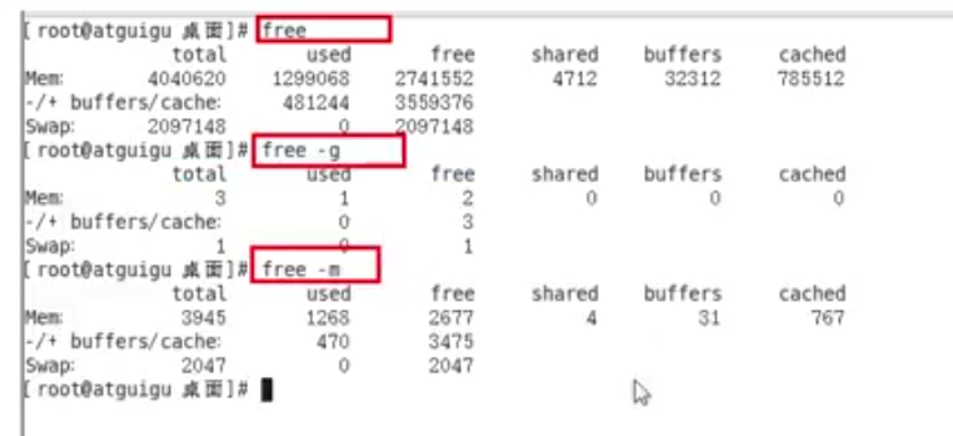 [root@atguigu 桌面]# free
total used free shared buffers cached
Mem: 4040620 1299068 2741552 4712 32312 785512
-/+ buffers/cache: 481244 3559376
Swap: 2097148 0 2097148
[root@atguigu 桌面]# free -g
total used free shared buffers cached
Mem: 3 1 2 0 0 0
-/+ buffers/cache: 0 3
Swap: 1 0 1
[root@atguigu 桌面]# free -m
total used free shared buffers cached
Mem: 3945 1268 2677 4 31 767
-/+ buffers/cache: 470 3475
Swap: 2047 0 2047
[root@atguigu 桌面]#